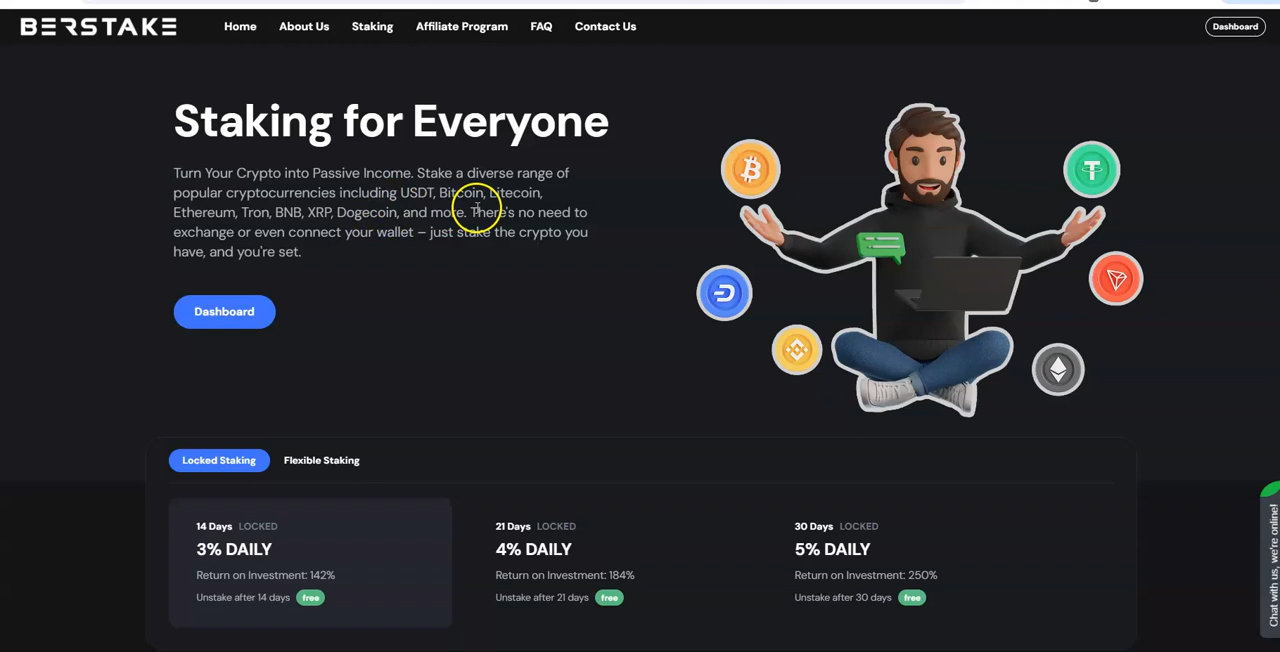 BERSTAKE
Home About Us Staking Affiliate Program FAQ Contact Us Dashboard
Staking for Everyone
Turn Your Crypto into Passive Income. Stake a diverse range of
popular cryptocurrencies including USDT, Bitcoin, Litecoin,
Ethereum, Tron, BNB, XRP, Dogecoin, and more. There's no need to
exchange or even connect your wallet – just stake the crypto you
have, and you're set.
Dashboard
Locked Staking Flexible Staking
14 Days LOCKED
3% DAILY
Return on Investment: 142%
Unstake after 14 days free
21 Days LOCKED
4% DAILY
Return on Investment: 184%
Unstake after 21 days free
30 Days LOCKED
5% DAILY
Return on Investment: 250%
Unstake after 30 days free
Chat with us, we're online!